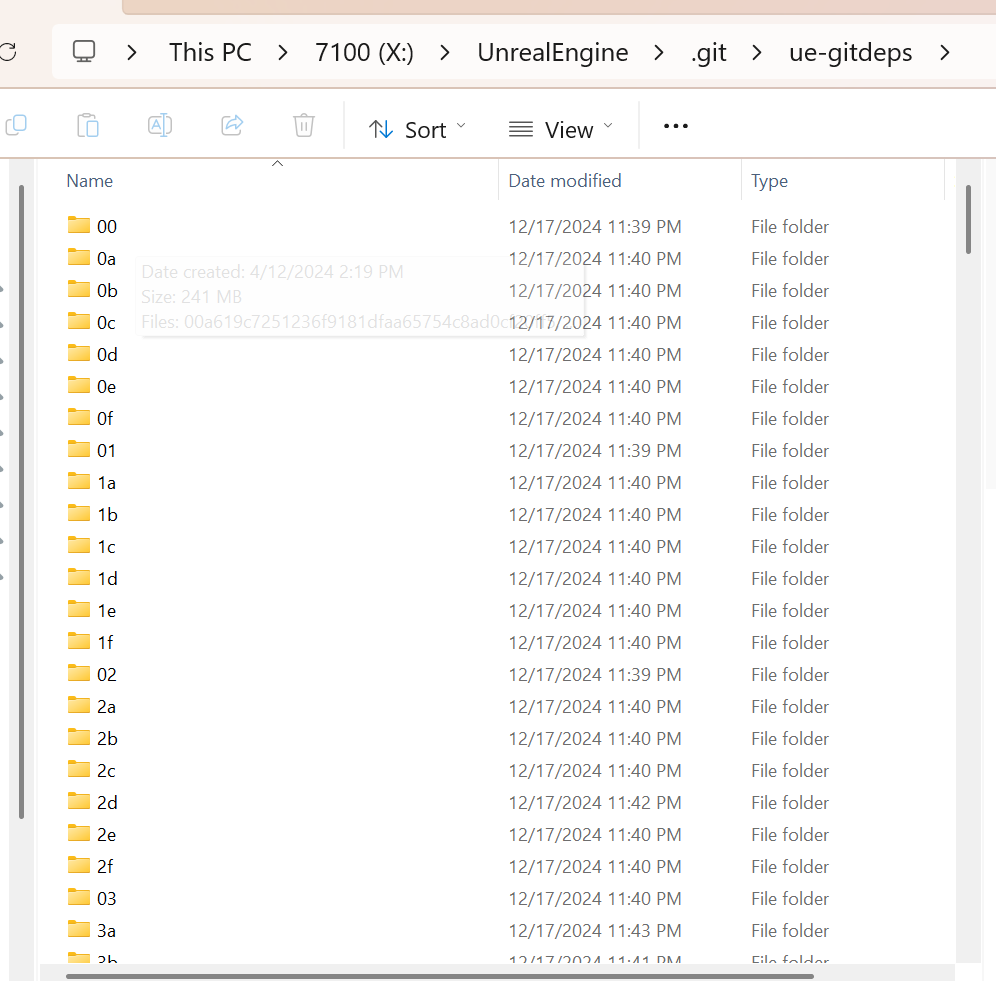 This PC > 7100 (X:) > UnrealEngine > .git > ue-gitdeps >
Sort View ...
Name Date modified Type
00 12/17/2024 11:39 PM File folder
0a 12/17/2024 11:40 PM File folder
Date created: 4/12/2024 2:19 PM
0b 12/17/2024 11:40 PM File folder
Size: 241 MB
0c 12/17/2024 11:40 PM File folder
Files:
0d 12/17/2024 11:40 PM File folder
0e 12/17/2024 11:40 PM File folder
0f 12/17/2024 11:40 PM File folder
01 12/17/2024 11:39 PM File folder
1a 12/17/2024 11:40 PM File folder
1b 12/17/2024 11:40 PM File folder
1c 12/17/2024 11:40 PM File folder
1d 12/17/2024 11:40 PM File folder
1e 12/17/2024 11:40 PM File folder
1f 12/17/2024 11:40 PM File folder
02 12/17/2024 11:39 PM File folder
2a 12/17/2024 11:40 PM File folder
2b 12/17/2024 11:40 PM File folder
2c 12/17/2024 11:40 PM File folder
2d 12/17/2024 11:42 PM File folder
2e 12/17/2024 11:40 PM File folder
2f 12/17/2024 11:40 PM File folder
03 12/17/2024 11:40 PM File folder
3a 12/17/2024 11:43 PM File folder
3b 12/17/2024 11:41 PM File folder